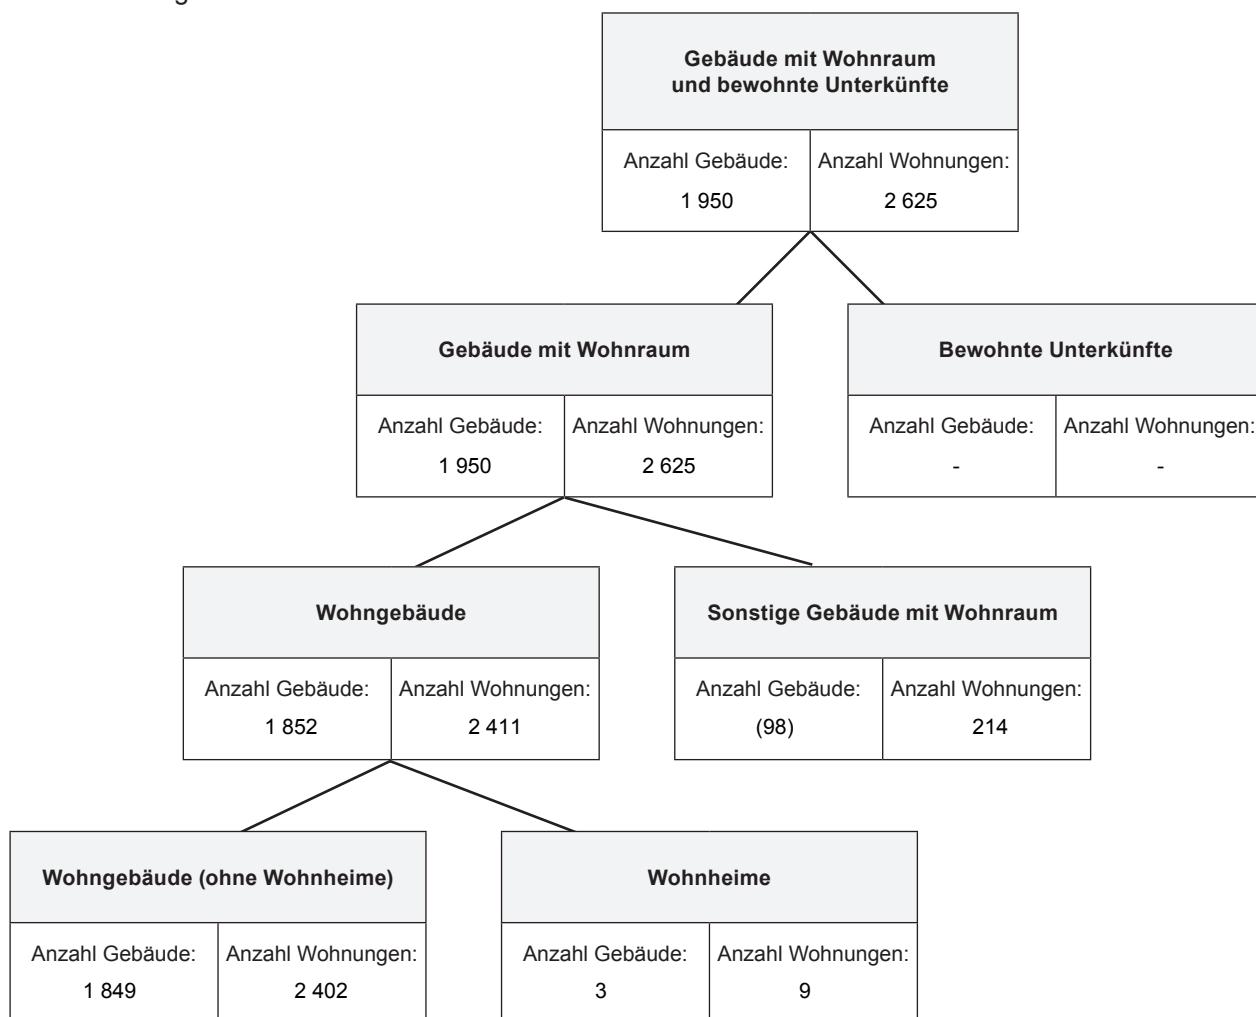 Gebäude mit Wohnraum
und bewohnte Unterkünfte
Anzahl Gebäude: Anzahl Wohnungen:
1 950 2 625
Gebäude mit Wohnraum Bewohnte Unterkünfte
Anzahl Gebäude: Anzahl Wohnungen: Anzahl Gebäude: Anzahl Wohnungen:
1 950 2 625 - -
Wohngebäude Sonstige Gebäude mit Wohnraum
Anzahl Gebäude: Anzahl Wohnungen: Anzahl Gebäude: Anzahl Wohnungen:
1 852 2 411 (98) 214
Wohngebäude (ohne Wohnheime) Wohnheime
Anzahl Gebäude: Anzahl Wohnungen: Anzahl Gebäude: Anzahl Wohnungen:
1 849 2 402 3 9